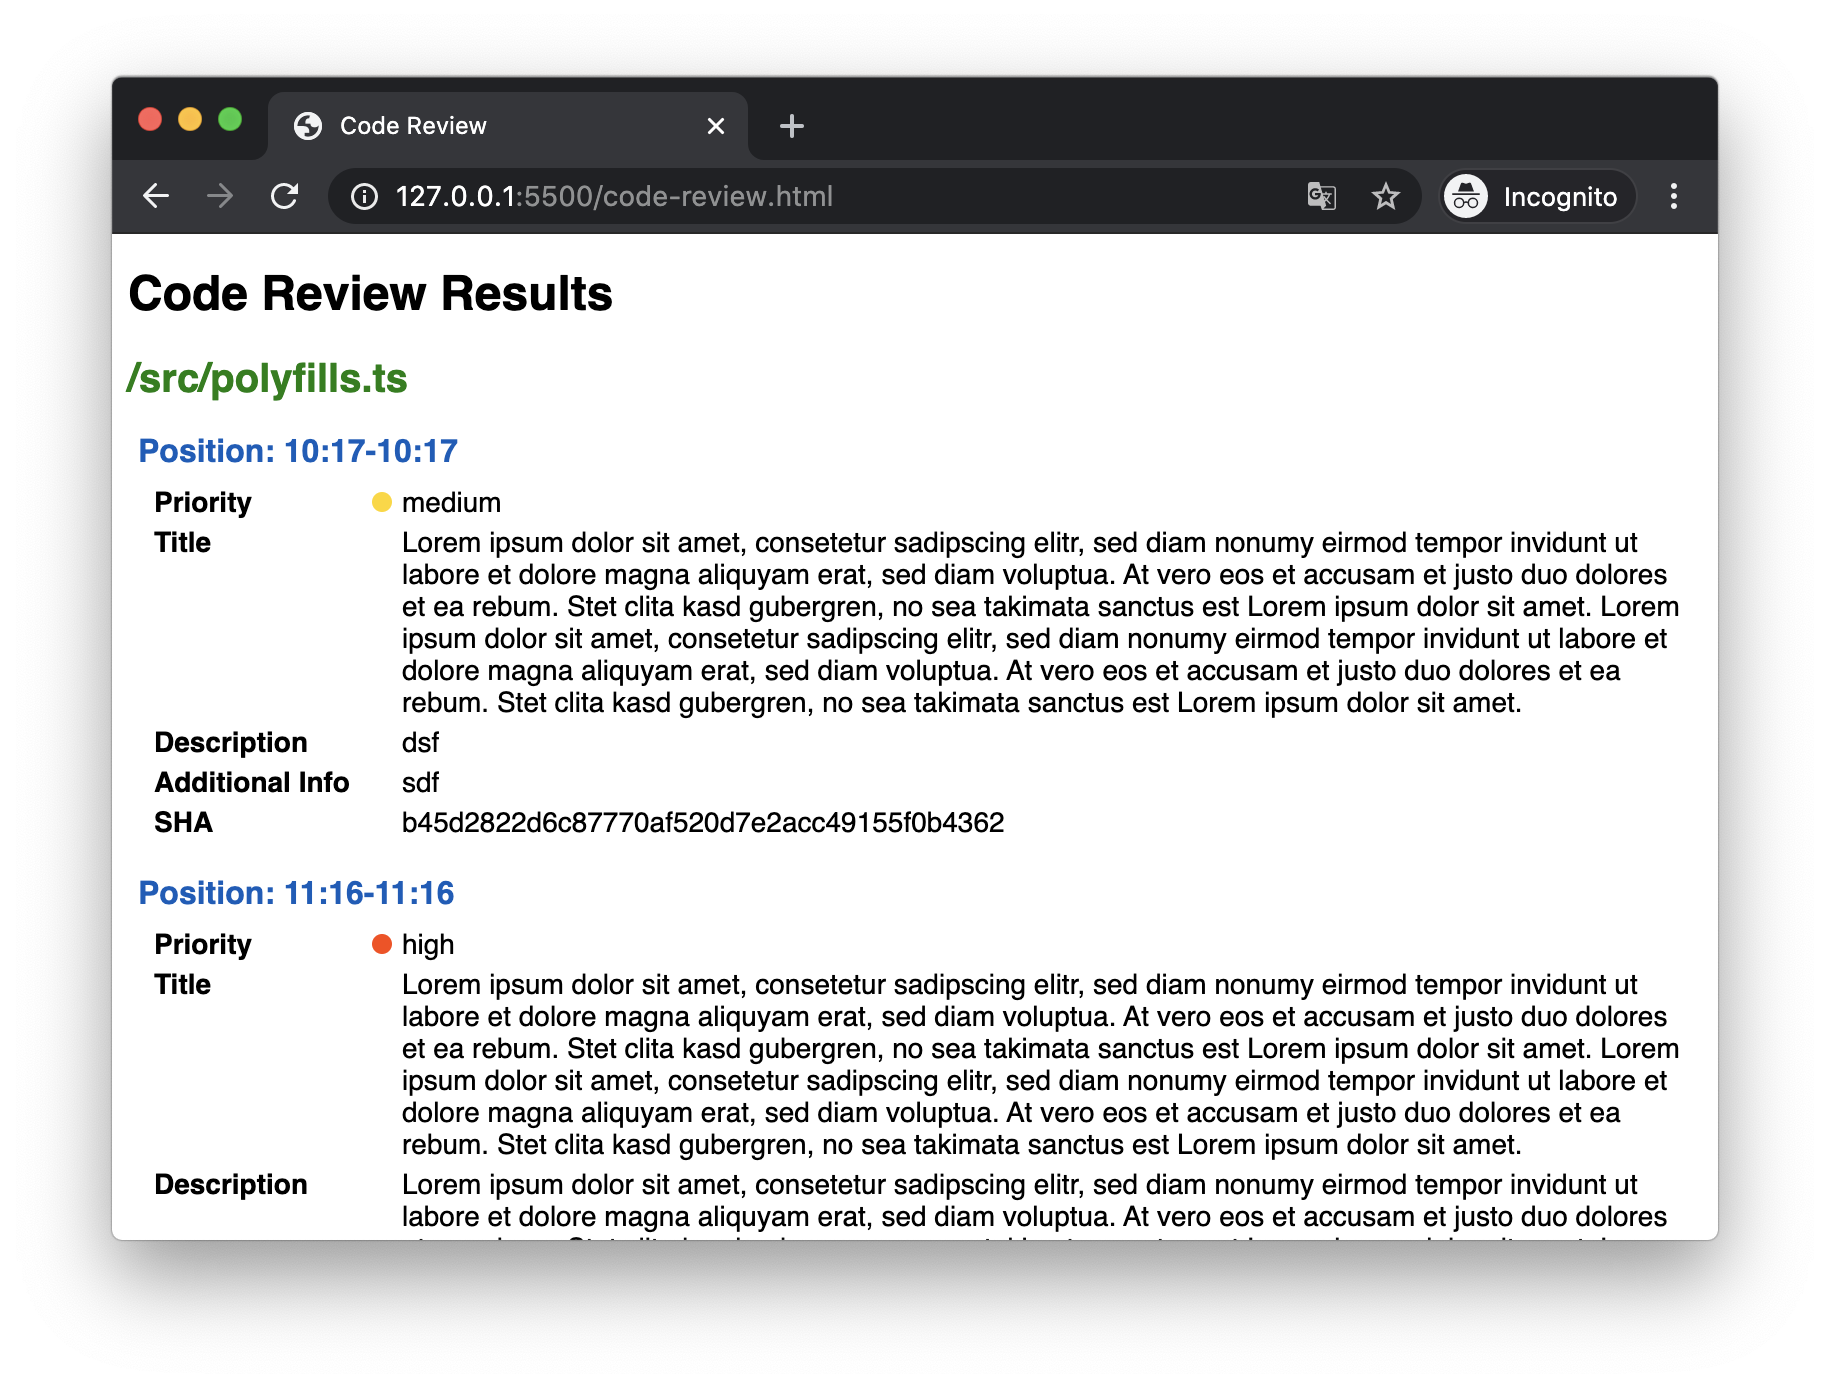 Code Review
127.0.0.1:5500/code-review.html
Incognito
Code Review Results
/src/polyfills.ts
Position: 10:17-10:17
Priority medium
Title Lorem ipsum dolor sit amet, consetetur sadipscing elitr, sed diam nonumy eirmod tempor invidunt ut
labore et dolore magna aliquyam erat, sed diam voluptua. At vero eos et accusam et justo duo dolores
et ea rebum. Stet clita kasd gubergren, no sea takimata sanctus est Lorem ipsum dolor sit amet. Lorem
ipsum dolor sit amet, consetetur sadipscing elitr, sed diam nonumy eirmod tempor invidunt ut labore et
dolore magna aliquyam erat, sed diam voluptua. At vero eos et accusam et justo duo dolores et ea
rebum. Stet clita kasd gubergren, no sea takimata sanctus est Lorem ipsum dolor sit amet.
Description dsf
Additional Info sdf
SHA b45d2822d6c87770af520d7e2acc49155f0b4362
Position: 11:16-11:16
Priority high
Title Lorem ipsum dolor sit amet, consetetur sadipscing elitr, sed diam nonumy eirmod tempor invidunt ut
labore et dolore magna aliquyam erat, sed diam voluptua. At vero eos et accusam et justo duo dolores
et ea rebum. Stet clita kasd gubergren, no sea takimata sanctus est Lorem ipsum dolor sit amet. Lorem
ipsum dolor sit amet, consetetur sadipscing elitr, sed diam nonumy eirmod tempor invidunt ut labore et
dolore magna aliquyam erat, sed diam voluptua. At vero eos et accusam et justo duo dolores et ea
rebum. Stet clita kasd gubergren, no sea takimata sanctus est Lorem ipsum dolor sit amet.
Description Lorem ipsum dolor sit amet, consetetur sadipscing elitr, sed diam nonumy eirmod tempor invidunt ut
labore et dolore magna aliquyam erat, sed diam voluptua. At vero eos et accusam et justo duo dolores